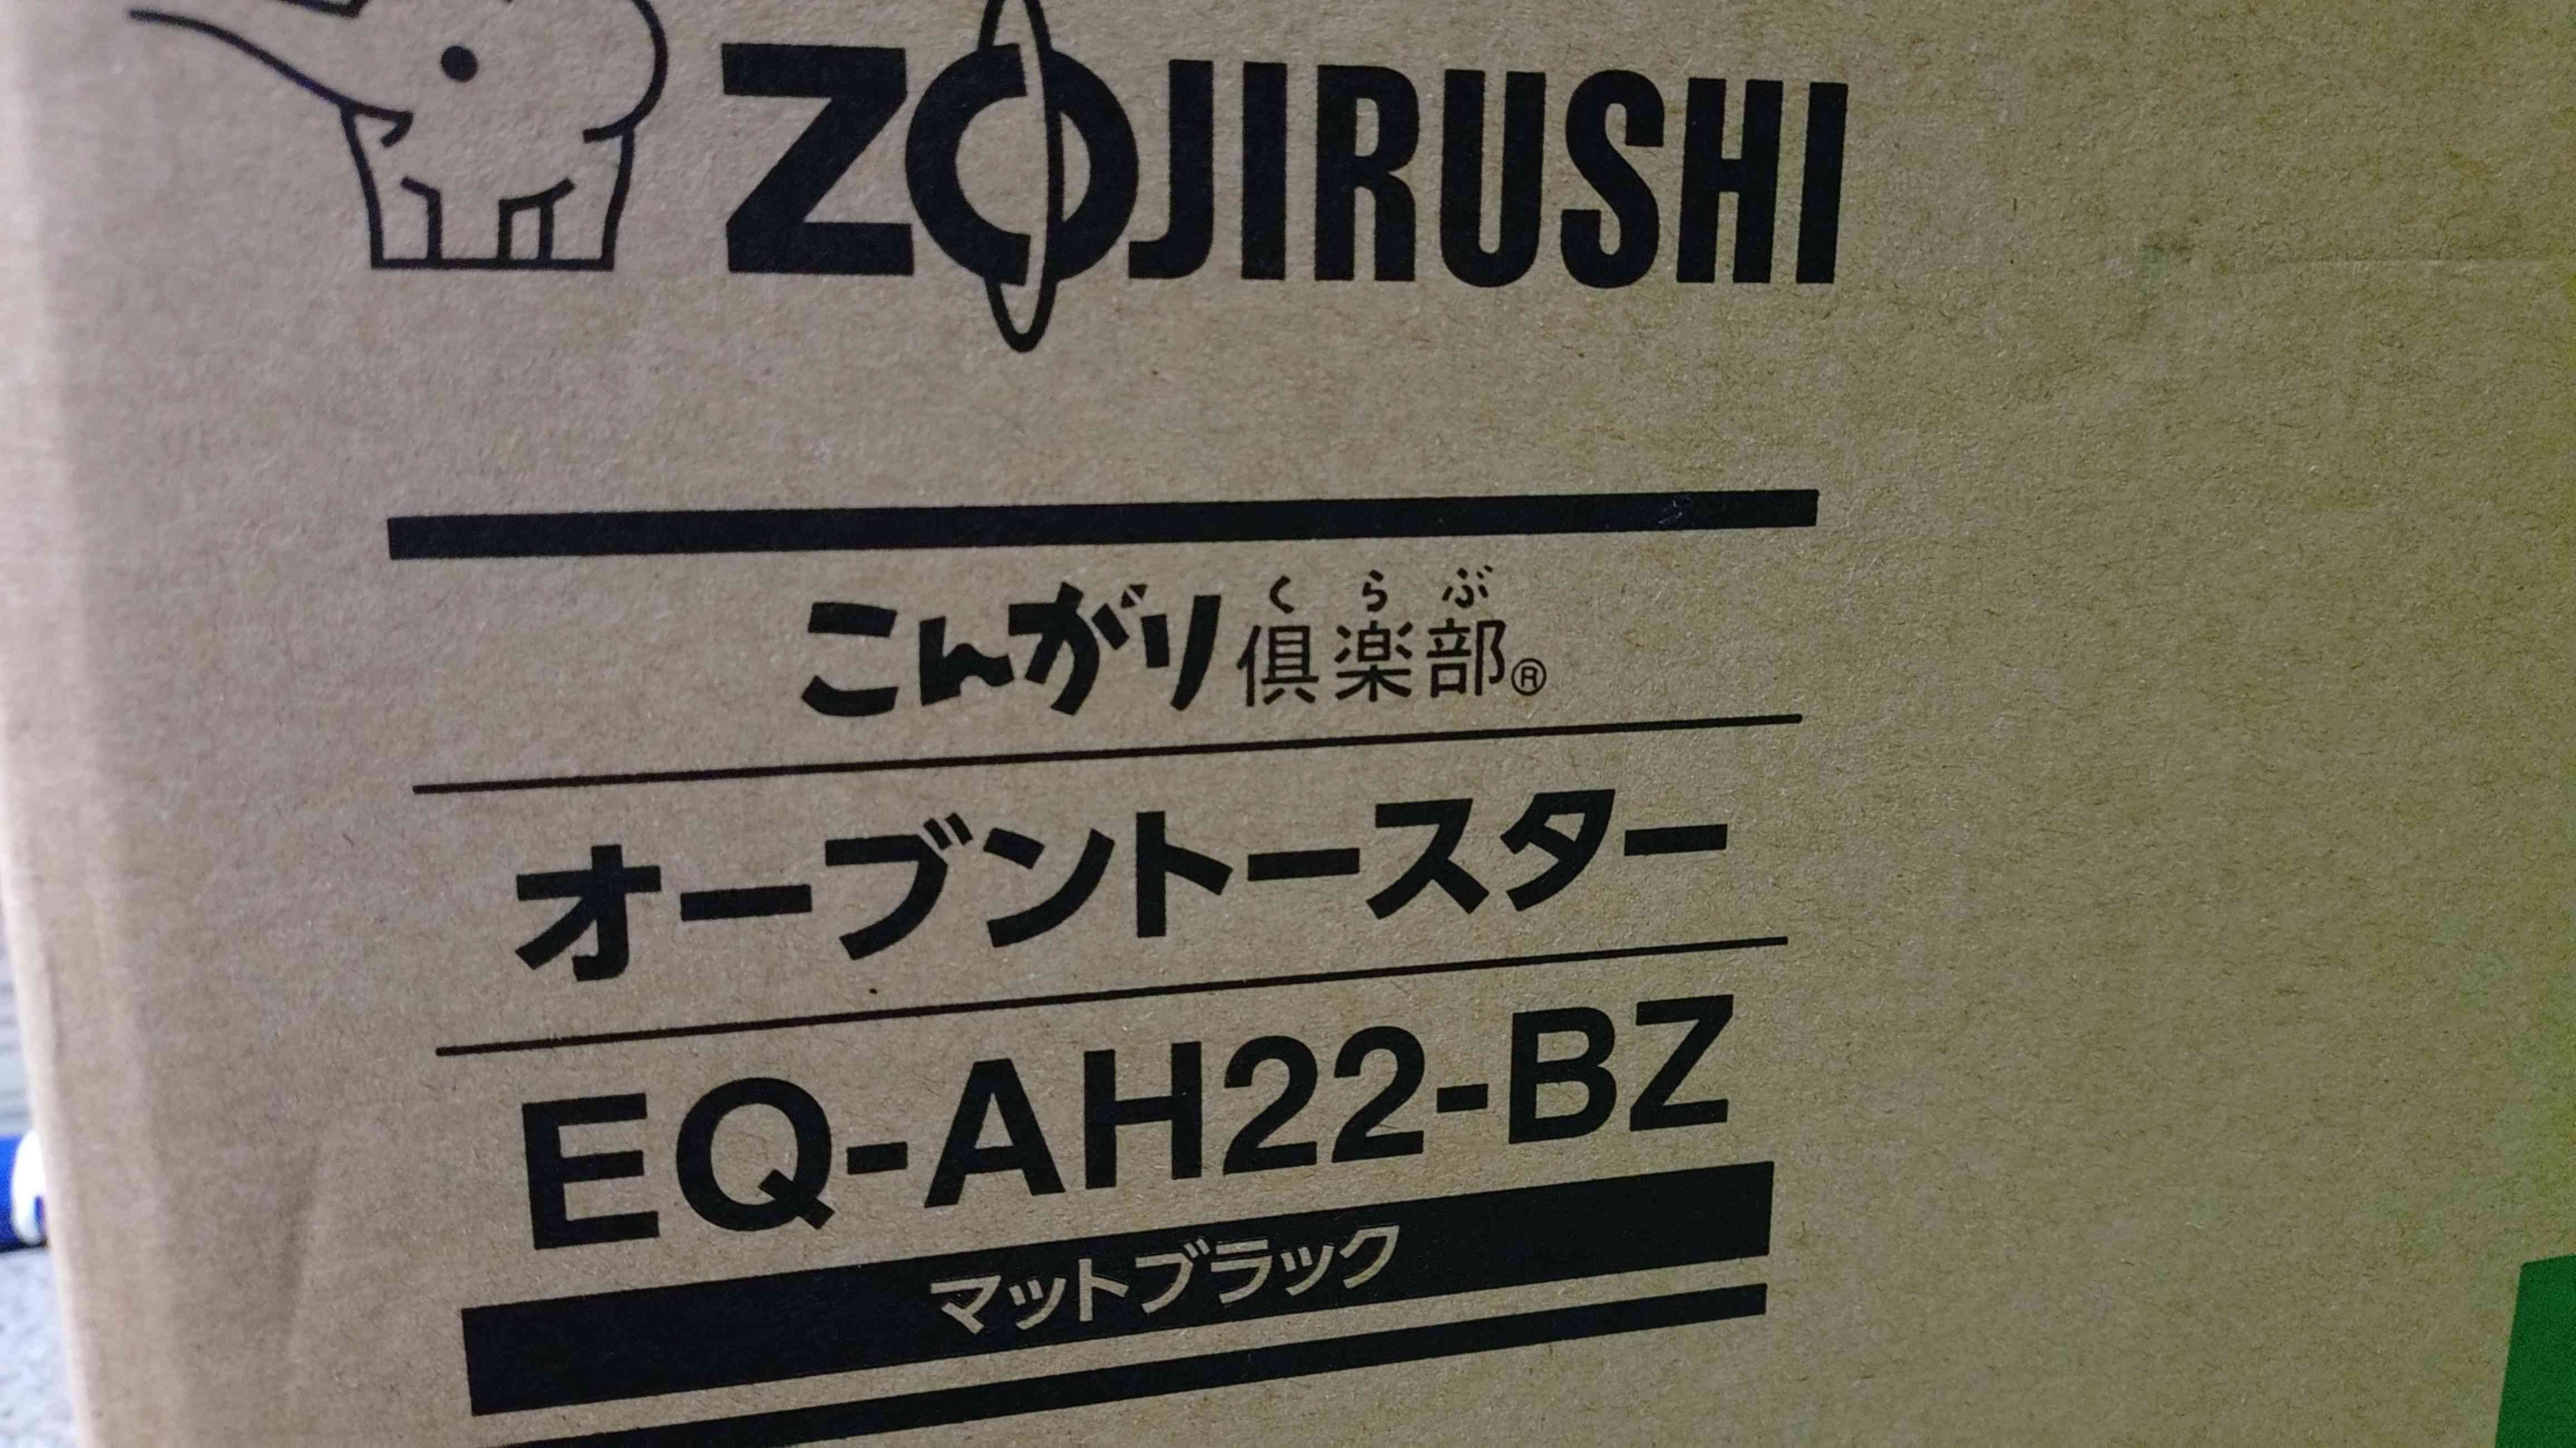 ZOJIRUSHI
くらぶ
こんがり倶楽部®
オーブントースター
EQ-AH22-BZ
マットブラック